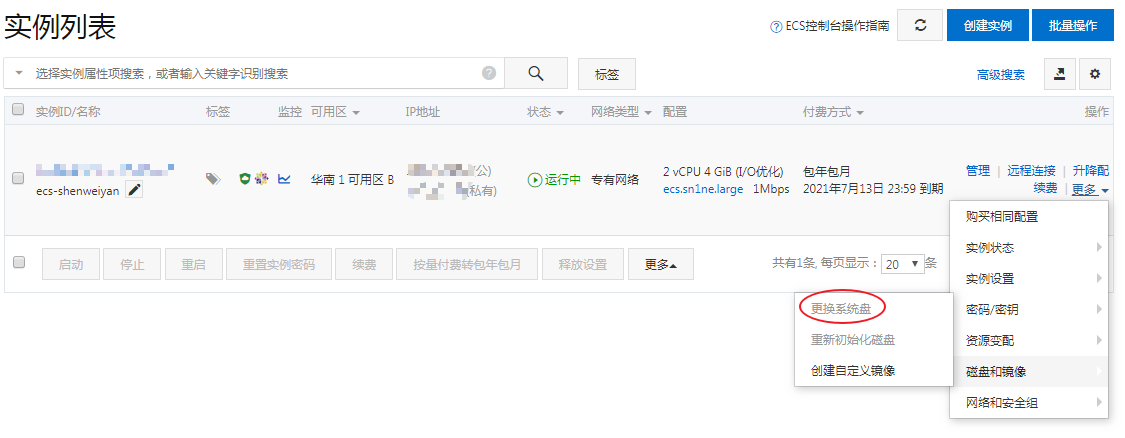 实例列表
ECS控制台操作指南
创建实例
批量操作
选择实例属性项搜索，或者输入关键字识别搜索
标签
高级搜索
实例ID/名称 标签 监控 可用区 IP地址 状态 网络类型 配置 付费方式 操作
ecs-shenweiyan
华南 1 可用区 B
(公)
(私有)
运行中
专有网络
2 vCPU 4 GiB (I/O优化)
ecs.sn1ne.large 1Mbps
包年包月
2021年7月13日 23:59 到期
管理 | 远程连接 | 升降配
续费 | 更多
启动 停止 重启 重置实例密码 续费 按量付费转包年包月 释放设置 更多
共有1条, 每页显示：20 条
购买相同配置
实例状态
实例设置
密码/密钥
资源变配
磁盘和镜像
网络和安全组
更换系统盘
重新初始化磁盘
创建自定义镜像